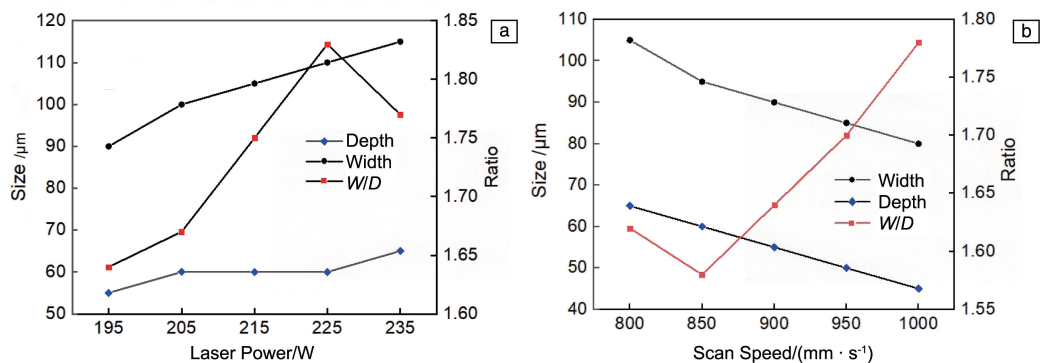 a
120
110
100
90
80
70
60
50
Size /μm
1.85
1.80
1.75
1.70
1.65
1.60
Ratio
Depth
Width
W/D
195 205 215 225 235
Laser Power/W
b
110
100
90
80
70
60
50
40
Size/μm
1.80
1.75
1.70
1.65
1.60
1.55
Ratio
Width
Depth
W/D
800 850 900 950 1000
Scan Speed/(mm · s⁻¹)